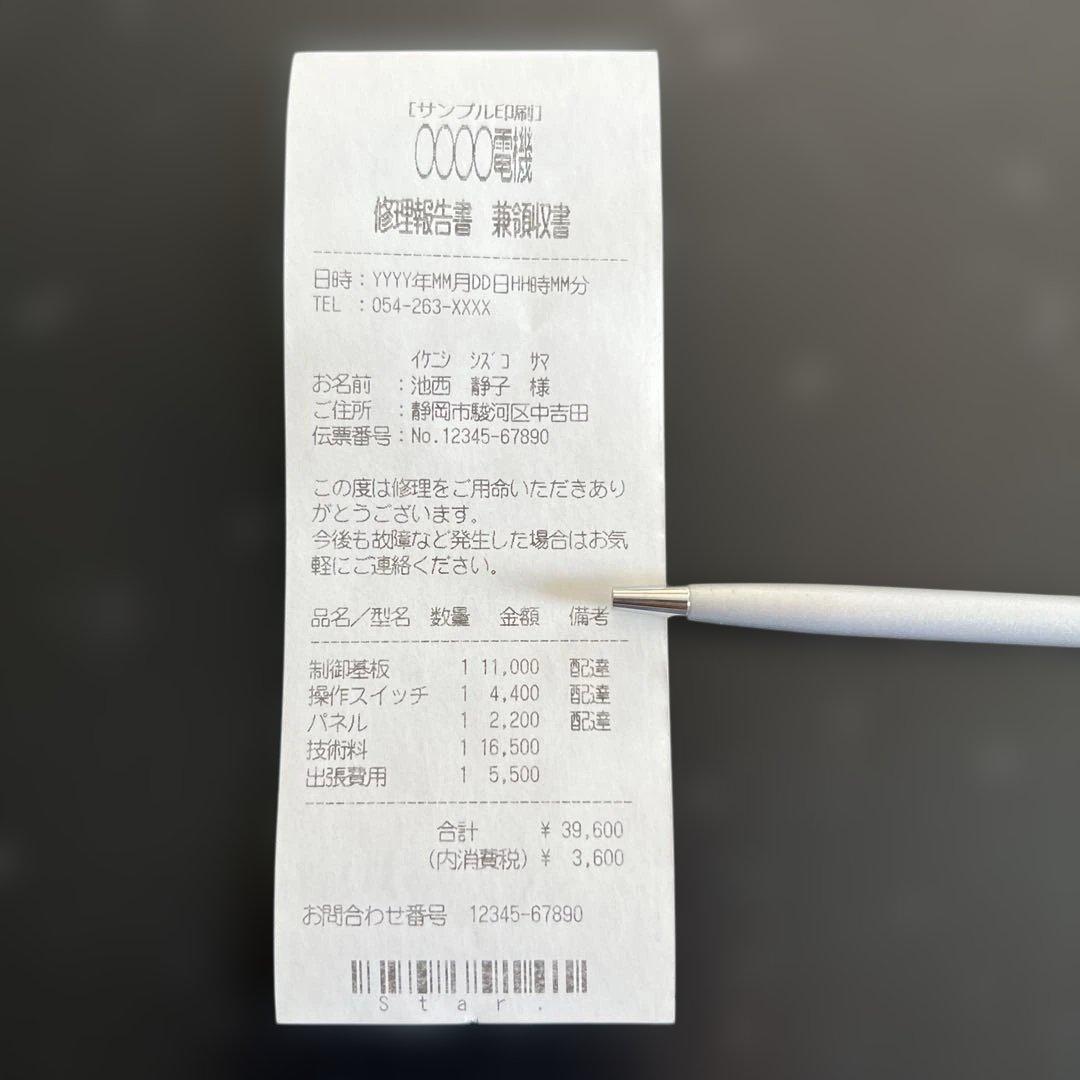 [サンプル印刷]
〇〇〇〇電機
修理報告書　兼領収書
日時：YYYY年MM月DD日HH時MM分
TEL ：054-263-XXXX
ｲｹﾆｼ　ｼｽﾞｺ　ｻﾏ
お名前　：池西　静子　様
ご住所　：静岡市駿河区中吉田
伝票番号：No.12345-67890
この度は修理をご用命いただきあり
がとうございます。
今後も故障など発生した場合はお気
軽にご連絡ください。
品名／型名　数量　金額　備考
制御基板　1 11,000　配達
操作スイッチ　1 4,400　配達
パネル　1 2,200　配達
技術料　1 16,500
出張費用　1 5,500
合計　¥ 39,600
(内消費税) ¥ 3,600
お問合わせ番号　12345-67890
Star.